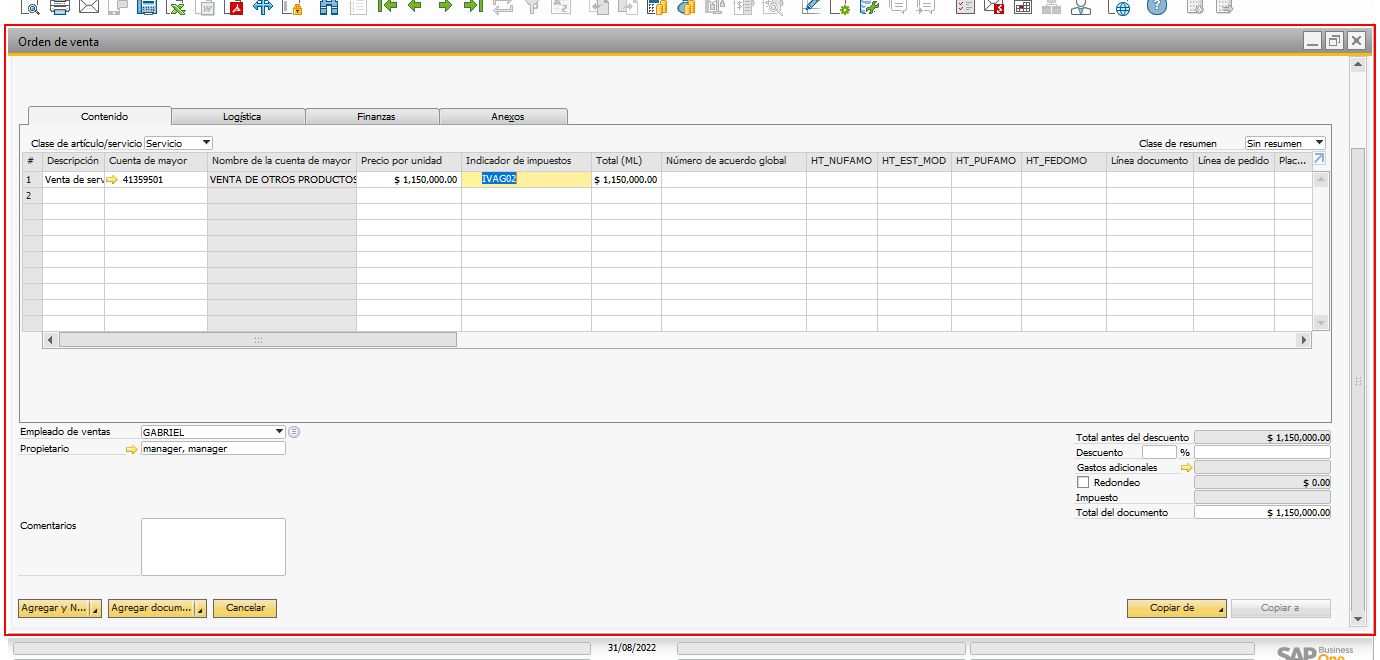 Orden de venta
Contenido Logística Finanzas Anexos
Clase de artículo/servicio Servicio Clase de resumen Sin resumen
# Descripción Cuenta de mayor Nombre de la cuenta de mayor Precio por unidad Indicador de impuestos Total (ML) Número de acuerdo global HT_NUFAMO HT_EST_MOD HT_PUFAMO HT_FEDOMO Línea documento Línea de pedido Plac...
1 Venta de serv 41359501 VENTA DE OTROS PRODUCTOS $ 1,150,000.00 IVAG02 $ 1,150,000.00
2
Empleado de ventas GABRIEL
Propietario manager, manager
Total antes del descuento $ 1,150,000.00
Descuento %
Gastos adicionales
Redondeo $ 0.00
Impuesto
Total del documento $ 1,150,000.00
Comentarios
Agregar y N... Agregar docum... Cancelar Copiar de Copiar a
31/08/2022
SAP Business One